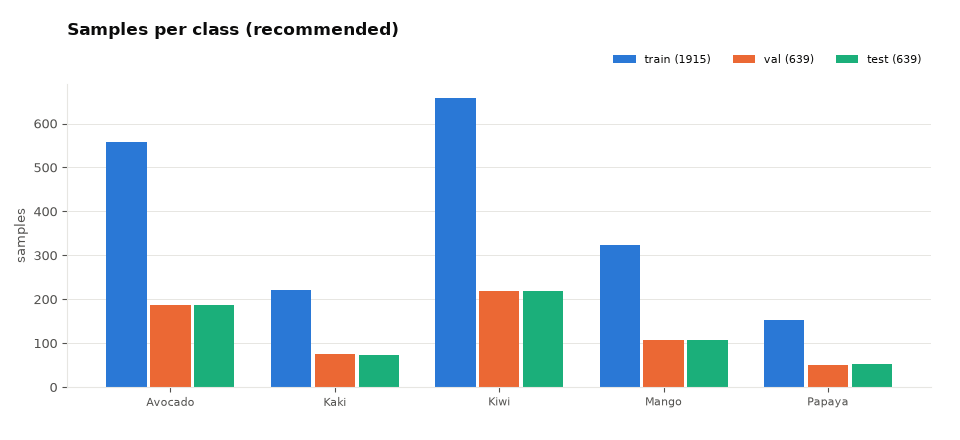 Samples per class (recommended)
train (1915) val (639) test (639)
600
500
400
300
200
100
0
samples
Avocado Kaki Kiwi Mango Papaya